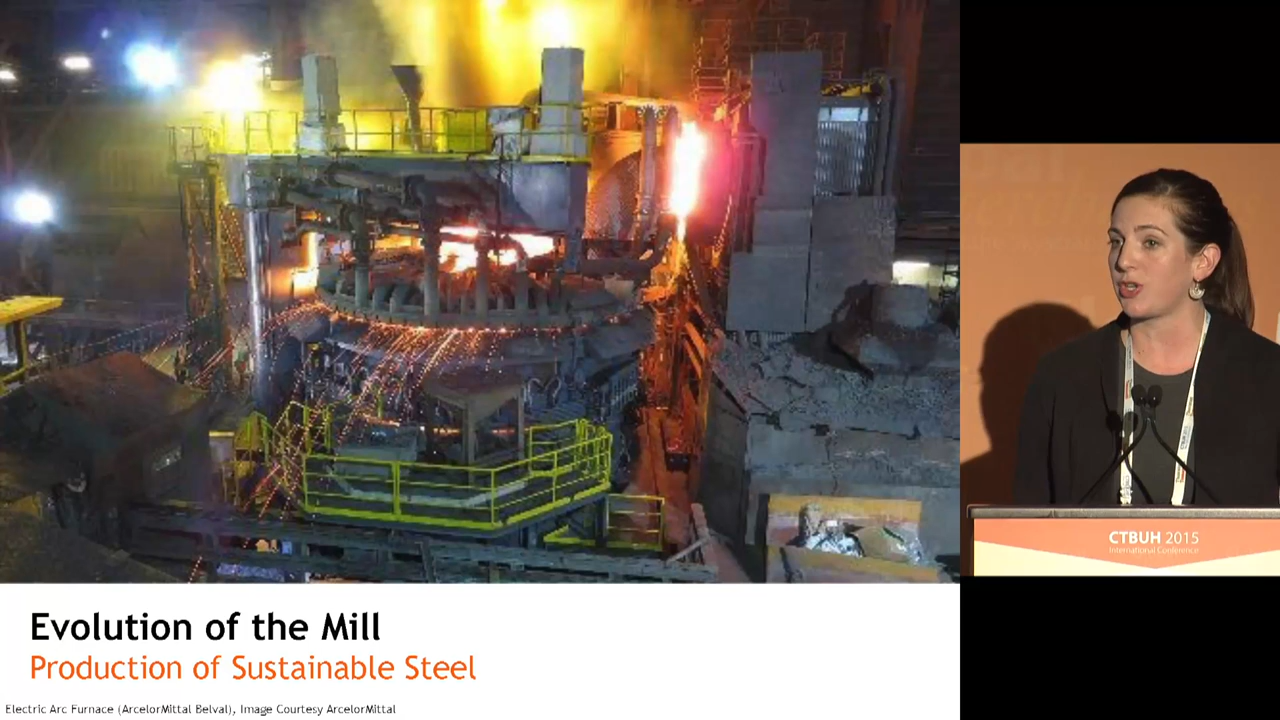 Evolution of the Mill
Production of Sustainable Steel
Electric Arc Furnace (ArcelorMittal Belval), Image Courtesy ArcelorMittal
CTBUH 2015
International Conference